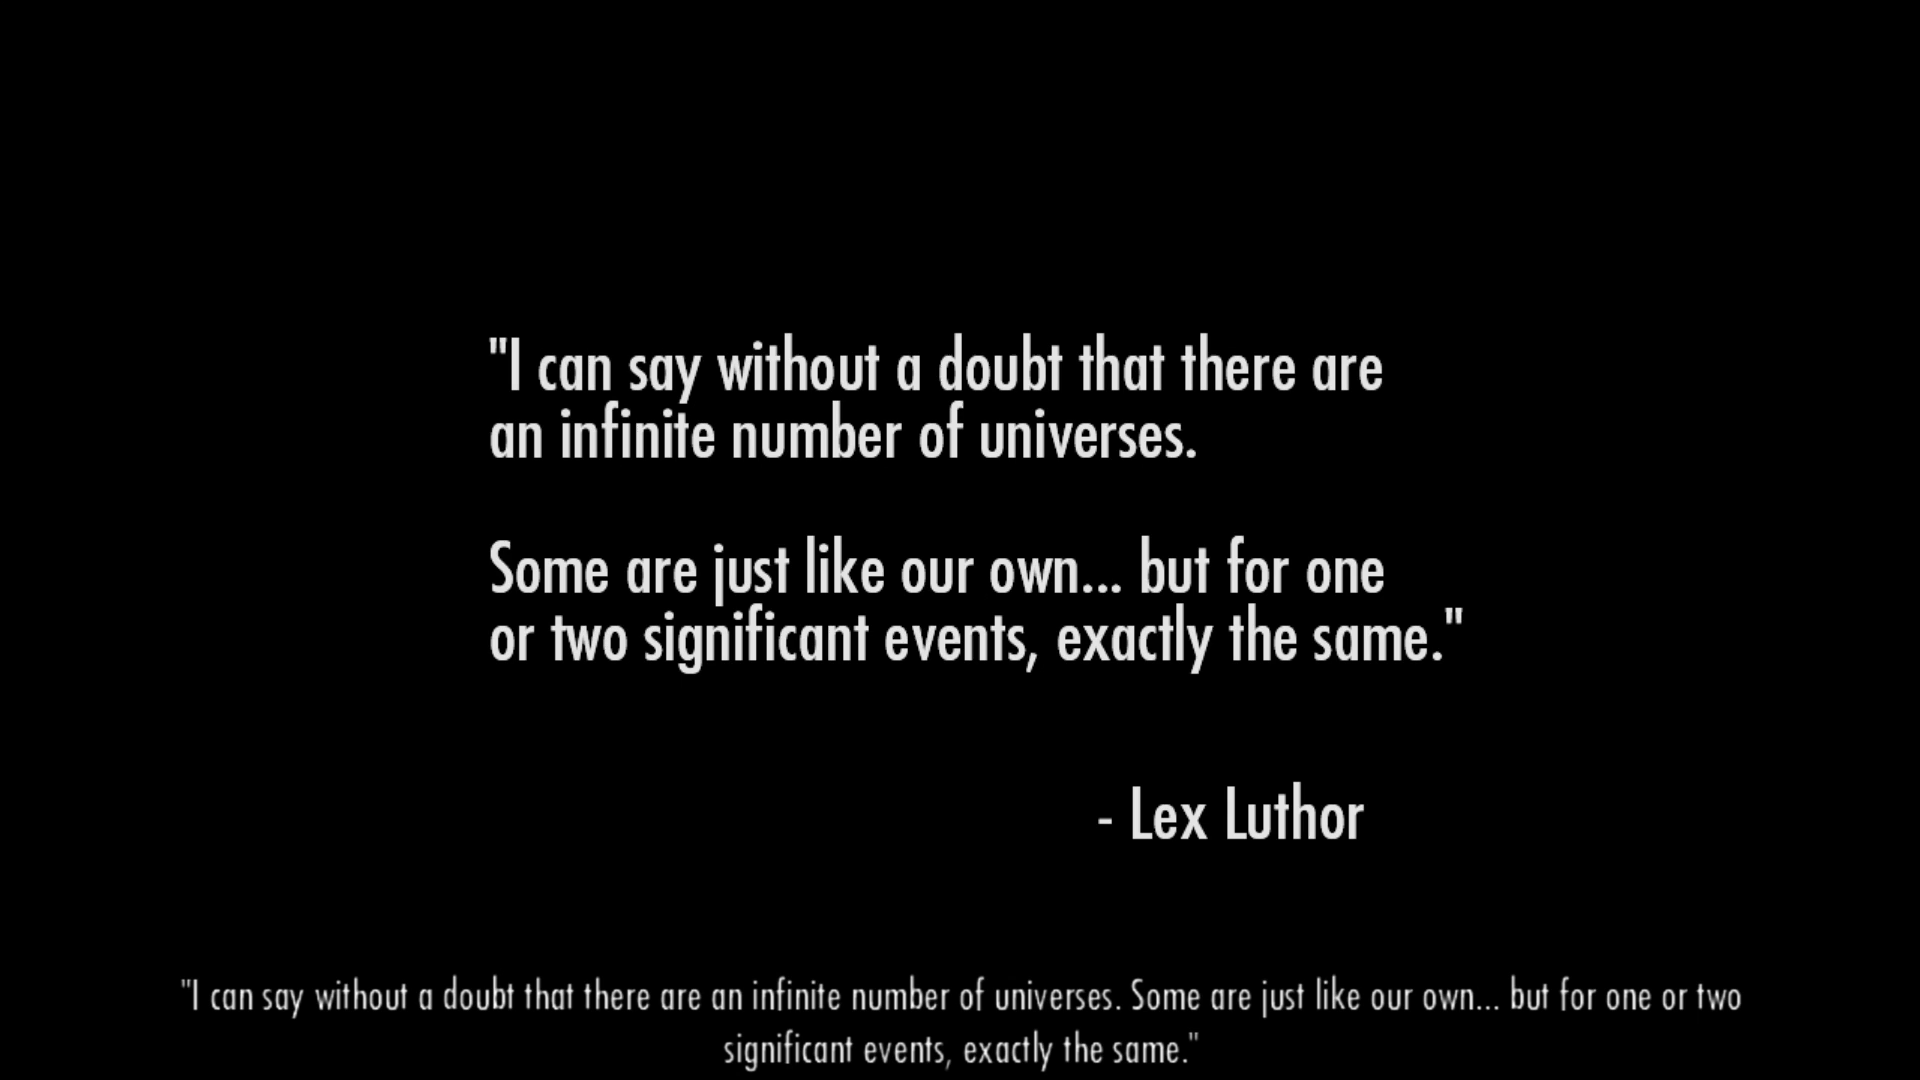 "I can say without a doubt that there are
an infinite number of universes.
Some are just like our own... but for one
or two significant events, exactly the same."
- Lex Luthor
"I can say without a doubt that there are an infinite number of universes. Some are just like our own... but for one or two
significant events, exactly the same."